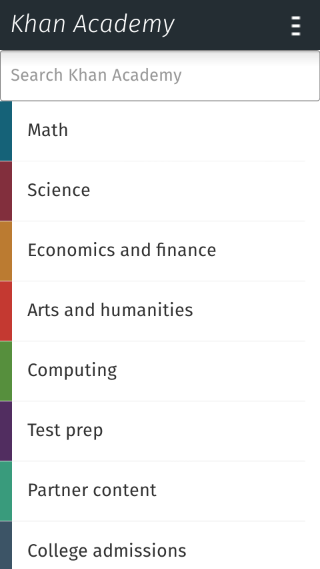 Khan Academy
Search Khan Academy
Math
Science
Economics and finance
Arts and humanities
Computing
Test prep
Partner content
College admissions